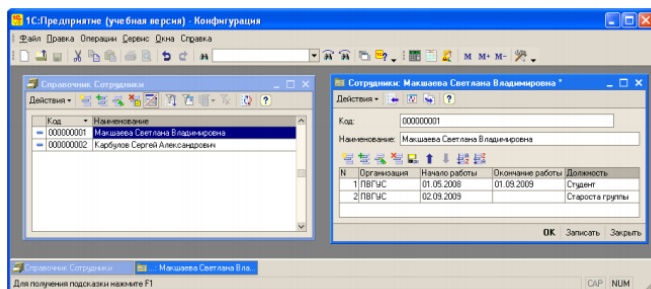 1С:Предприятие (учебная версия) - Конфигурация
Файл Правка Операции Сервис Окна Справка
M M+ M-
Справочник Сотрудники
Действия
Код Наименование
000000001 Макшаева Светлана Владимировна
000000002 Карбулов Сергей Александрович
Сотрудники: Макшаева Светлана Владимировна *
Действия
Код: 000000001
Наименование: Макшаева Светлана Владимировна
N Организация Начало работы Окончание работы Должность
1 ПВГУС 01.05.2008 01.09.2009 Студент
2 ПВГУС 02.09.2009 Староста группы
OK Записать Закрыть
Справочник Сотрудники
...: Макшаева Светлана Вла...
Для получения подсказки нажмите F1
CAP NUM